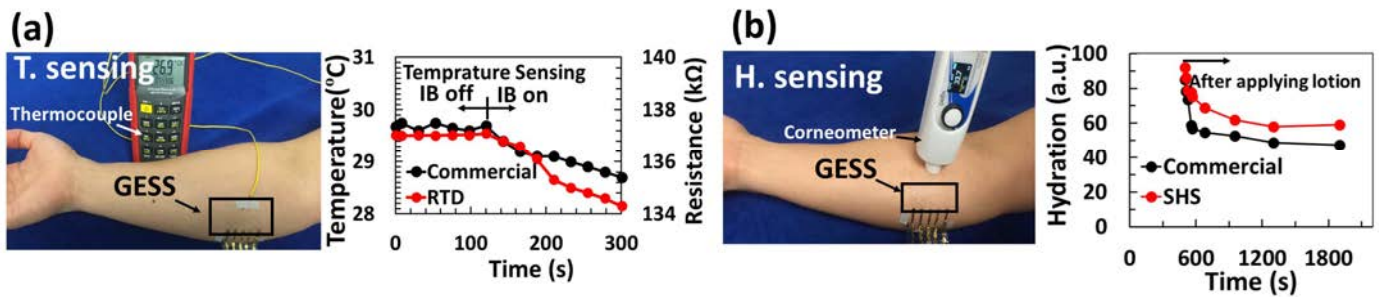 (a)
T. sensing
Thermocouple
GESS
Temperature(°C)
31
30
29
28
Temprature Sensing
IB off
IB on
Commercial
RTD
0
100
200
300
Time (s)
140
138
136
134
Resistance (kΩ)
(b)
H. sensing
Corneometer
GESS
Hydration (a.u.)
100
80
60
40
20
0
After applying lotion
Commercial
SHS
0
600
1200
1800
Time (s)